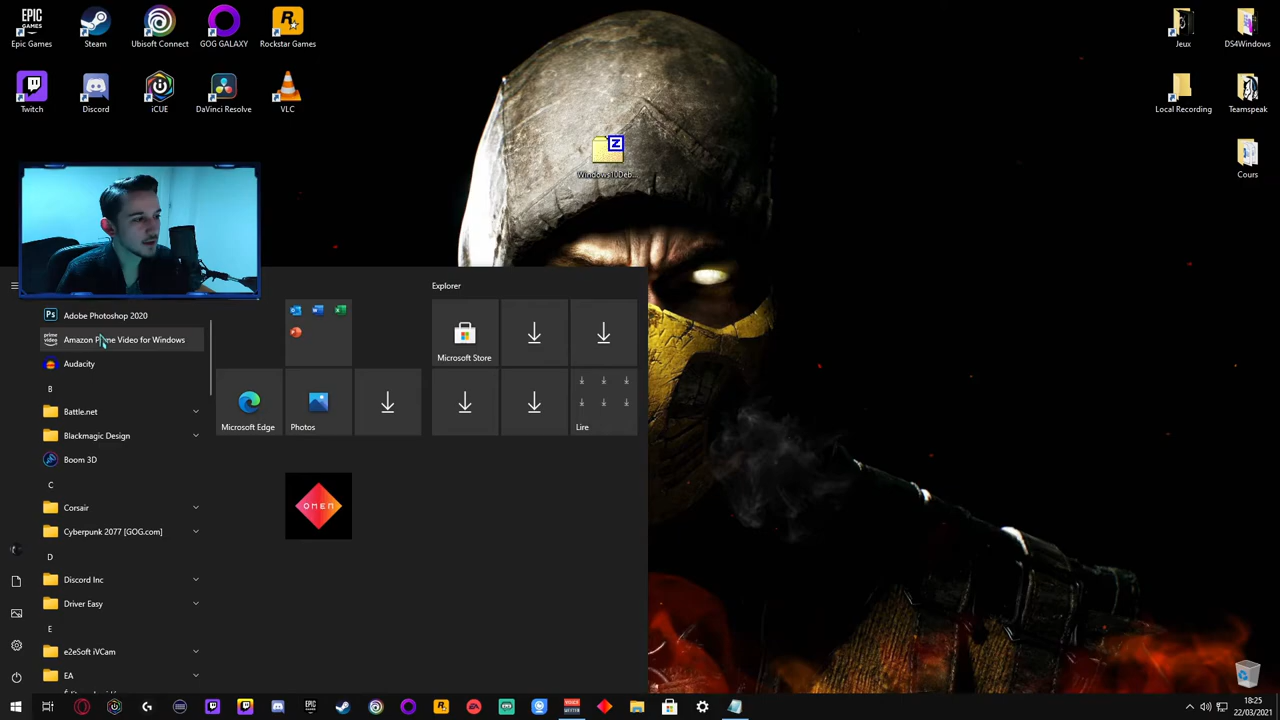 Epic Games
Steam
Ubisoft Connect
GOG GALAXY
Rockstar Games
Jeux
DS4Windows
Twitch
Discord
iCUE
DaVinci Resolve
VLC
Local Recording
Teamspeak
Windows10Deb...
Cours
Adobe Photoshop 2020
Amazon Prime Video for Windows
Audacity
B
Battle.net
Blackmagic Design
Boom 3D
C
Corsair
Cyberpunk 2077 [GOG.com]
D
Discord Inc
Driver Easy
E
e2eSoft iVCam
EA
Explorer
Microsoft Store
Microsoft Edge
Photos
Lire
OMEN
18:25
22/03/2021